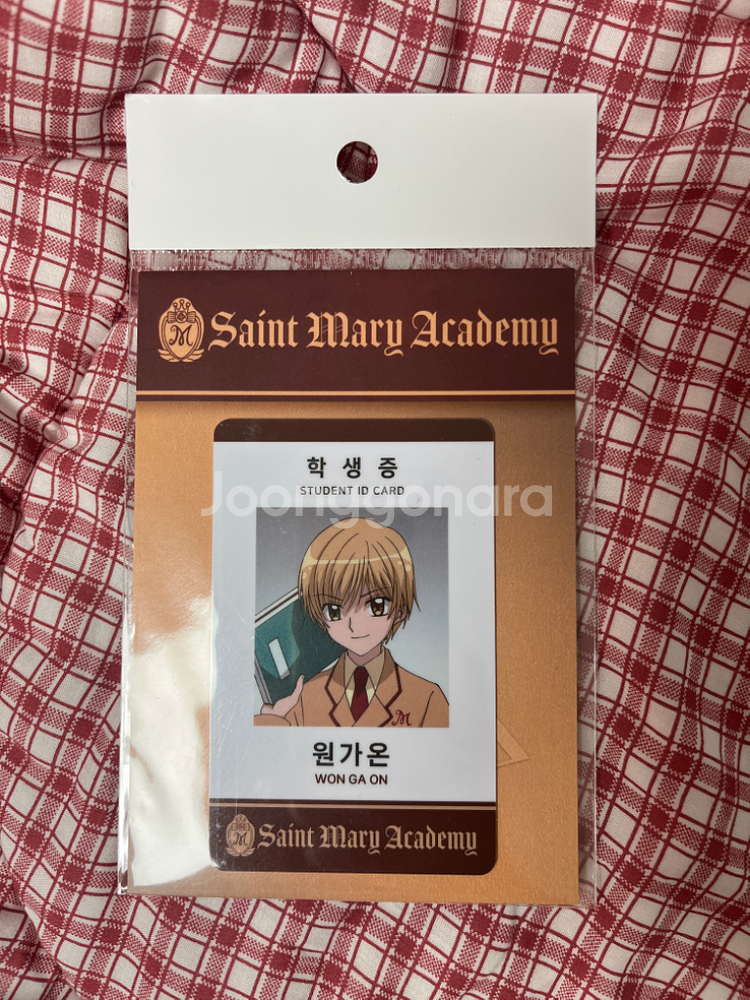 M
Saint Mary Academy
학생증
STUDENT ID CARD
Joonggonara
M
원가온
WON GA ON
M
Saint Mary Academy